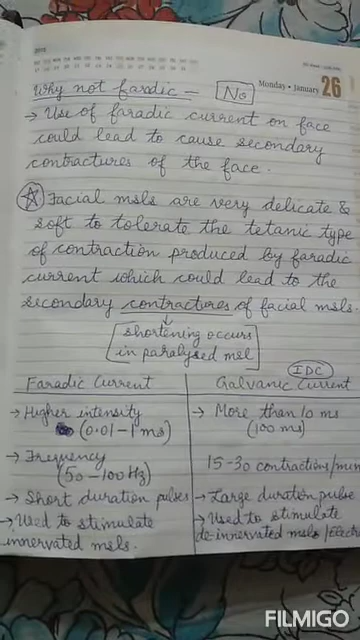 Monday • January 26
Why not faradic – No
→ Use of faradic current on face
could lead to cause secondary
contractures of the face.
Facial msls are very delicate &
soft to tolerate the tetanic type
of contraction produced by faradic
current which could lead to the
secondary contractures of facial msls.
shortening occurs
in paralysed msl
IDC
Faradic Current
→ Higher intensity
(0.01 – 1 ms)
→ Frequency
(50 – 100 Hz)
→ Short duration pulses
→ Used to stimulate
innervated msls.
Galvanic Current
→ More than 10 ms
(100 ms)
15-30 contractions/min
→ Large duration pulse
→ Used to stimulate
de-innervated msls/Electr
FILMIGO